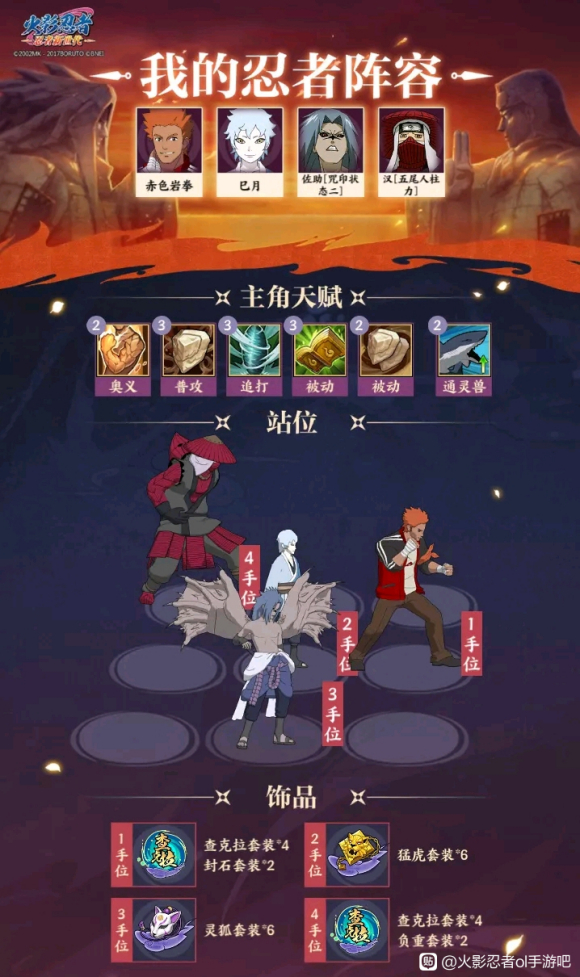 火影忍者
忍者新世代
©2002MK·2017BORUTO
我的忍者阵容
赤色岩拳
巳月
佐助[咒印状
态二]
汉[五尾人柱
力]
主角天赋
2
3
3
3
2
2
奥义
普攻
追打
被动
被动
通灵兽
站位
4手位
2手位
1手位
3手位
饰品
1手位
查克拉
查克拉套装*4
封石套装*2
2手位
猛虎套装*6
3手位
灵狐套装*6
4手位
查克拉
查克拉套装*4
负重套装*2
贴 @火影忍者ol手游吧